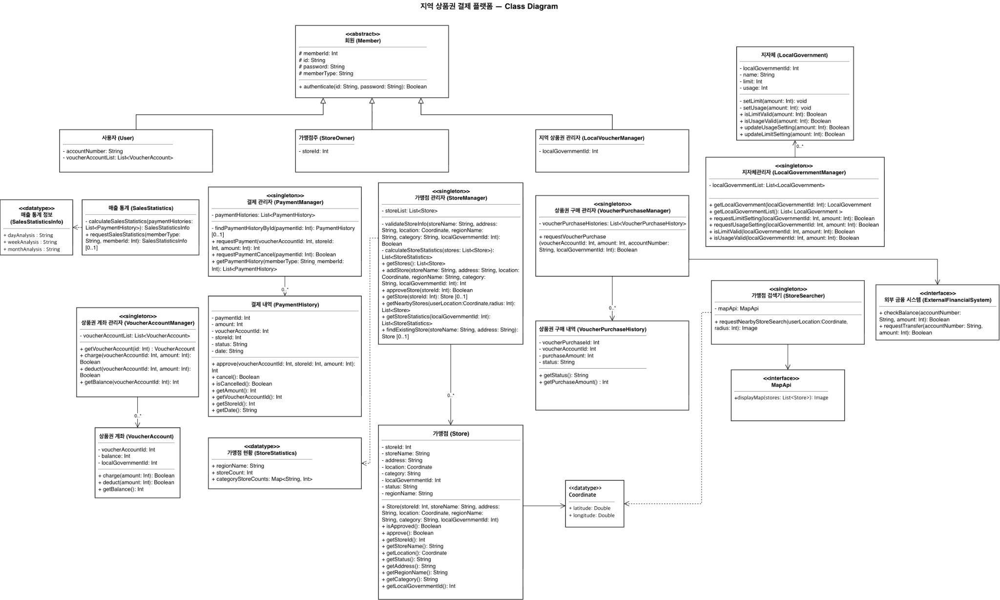 지역 상품권 결제 플랫폼 — Class Diagram
<<abstract>>
회원 (Member)
# memberId: Int
# id: String
# password: String
# memberType: String
+ authenticate(id: String, password: String): Boolean
지자체 (LocalGovernment)
- localGovernmentId: Int
- name: String
- limit: Int
- usage: Int
- setLimit(amount: Int): void
- setUsage(amount: Int): void
+ isLimitValid(amount: Int): Boolean
+ isUsageValid(amount: Int): Boolean
+ updateUsageSetting(amount: Int): Boolean
+ updateLimitSetting(amount: Int): Boolean
0..*
사용자 (User)
- accountNumber: String
- voucherAccountList: List<VoucherAccount>
가맹점주 (StoreOwner)
- storeId: Int
지역 상품권 관리자 (LocalVoucherManager)
- localGovernmentId: Int
<<singleton>>
지자체관리자 (LocalGovernmentManager)
- localGovernmentList: List<LocalGovernment>
+ getLocalGovernment(localGovernmentId: Int): LocalGovernment
+ getLocalGovernmentList(): List< LocalGovernment >
+ requestLimitSetting(localGovernmentId: Int, amount: Int): Boolean
+ requestUsageSetting(localGovernmentId: Int, amount: Int): Boolean
+ isLimitValid(localGovernmentId: Int, amount: Int): Boolean
+ isUsageValid(localGovernmentId: Int, amount: Int): Boolean
<<datatype>>
매출 통계 정보
(SalesStatisticsInfo)
+ dayAnalysis : String
+ weekAnalysis : String
+ monthAnalysis : String
매출 통계 (SalesStatistics)
- calculateSalesStatistics(paymentHistories:
List<PaymentHistory>): SalesStatisticsInfo
+ requestSalesStatistics(memberType:
String, memberId: Int): SalesStatisticsInfo
[0..1]
<<singleton>>
결제 관리자 (PaymentManager)
- paymentHistories: List<PaymentHistory>
- findPaymentHistoryById(paymentId: Int): PaymentHistory
[0..1]
+ requestPayment(voucherAccountId: Int, storeId:
Int, amount: Int): Int
+ requestPaymentCancel(paymentId: Int): Boolean
+ getPaymentHistory(memberType: String, memberId:
Int): List<PaymentHistory>
0..*
<<singleton>>
가맹점 관리자 (StoreManager)
- storeList: List<Store>
- validateStoreInfo(storeName: String, address:
String, location: Coordinate, regionName:
String, category: String, localGovernmentId: Int):
Boolean
- calculateStoreStatistics(stores: List<Store>):
List<StoreStatistics>
+ getStores(): List<Store>
+ addStore(storeName: String, address: String, location:
Coordinate, regionName: String, category:
String, localGovernmentId: Int): Int
+ approveStore(storeId: Int): Boolean
+ getStore(storeId: Int): Store [0..1]
+ getNearbyStores(userLocation:Coordinate,radius: Int):
List<Store>
+ getStoreStatistics(localGovernmentId: Int):
List<StoreStatistics>
+ findExistingStore(storeName: String, address: String):
Store [0..1]
0..*
<<singleton>>
상품권 구매 관리자 (VoucherPurchaseManager)
- voucherPurchaseHistories: List<VoucherPurchaseHistory>
+ requestVoucherPurchase
(voucherAccountId: Int, amount: Int, accountNumber:
String, localGovernmentId: Int): Boolean
0..*
<<singleton>>
가맹점 검색기 (StoreSearcher)
- mapApi: MapApi
+ requestNearbyStoreSearch(userLocation:Coordinate,
radius: Int): Image
<<interface>>
외부 금융 시스템 (ExternalFinancialSystem)
+ checkBalance(accountNumber:
String, amount: Int): Boolean
+ requestTransfer(accountNumber: String,
amount: Int): Boolean
<<singleton>>
상품권 계좌 관리자 (VoucherAccountManager)
- voucherAccountList: List<VoucherAccount>
+ getVoucherAccount(id: Int) : VoucherAccount
+ charge(voucherAccountId: Int, amount: Int):
Boolean
+ deduct(voucherAccountId: Int, amount: Int):
Boolean
+ getBalance(voucherAccountId: Int): Int
0..*
결제 내역 (PaymentHistory)
- paymentId: Int
- amount: Int
- voucherAccountId: Int
- storeId: Int
- status: String
- date: String
+ approve(voucherAccountId: Int, storeId: Int, amount: Int):
Int
+ cancel(): Boolean
+ isCancelled(): Boolean
+ getAmount(): Int
+ getVoucherAccountId(): Int
+ getStoreId(): Int
+ getDate(): String
상품권 구매 내역 (VoucherPurchaseHistory)
- voucherPurchaseId: Int
- voucherAccountId: Int
- purchaseAmount: Int
- status: String
+ getStatus(): String
+ getPurchaseAmount() : Int
<<interface>>
MapApi
+displayMap(stores: List<Store>): Image
상품권 계좌 (VoucherAccount)
- voucherAccountId: Int
- balance: Int
- localGovernmentId: Int
+ charge(amount: Int): Boolean
+ deduct(amount: Int): Boolean
+ getBalance(): Int
<<datatype>>
가맹점 현황 (StoreStatistics)
+ regionName: String
+ storeCount: Int
+ categoryStoreCounts: Map<String, Int>
가맹점 (Store)
- storeId: Int
- storeName: String
- address: String
- location: Coordinate
- category: String
- localGovernmentId: Int
- status: String
- regionName: String
+ Store(storeId: Int, storeName: String, address:
String, location: Coordinate, regionName:
String, category: String, localGovernmentId: Int)
+ isApproved(): Boolean
+ approve(): Boolean
+ getStoreId(): Int
+ getStoreName(): String
+ getLocation(): Coordinate
+ getStatus(): String
+ getAddress(): String
+ getRegionName(): String
+ getCategory(): String
+ getLocalGovernmentId(): Int
<<datatype>>
Coordinate
+ latitude: Double
+ longitude: Double